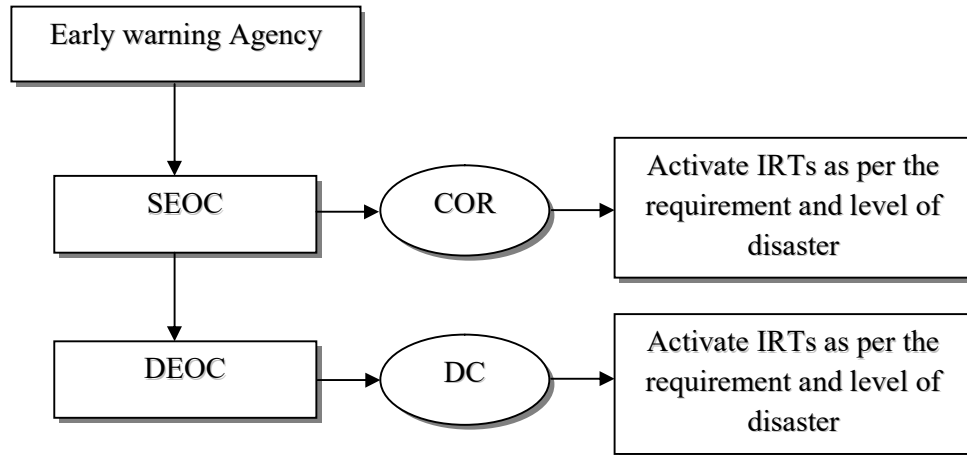 Early warning Agency
SEOC
COR
Activate IRTs as per the
requirement and level of
disaster
DEOC
DC
Activate IRTs as per the
requirement and level of
disaster